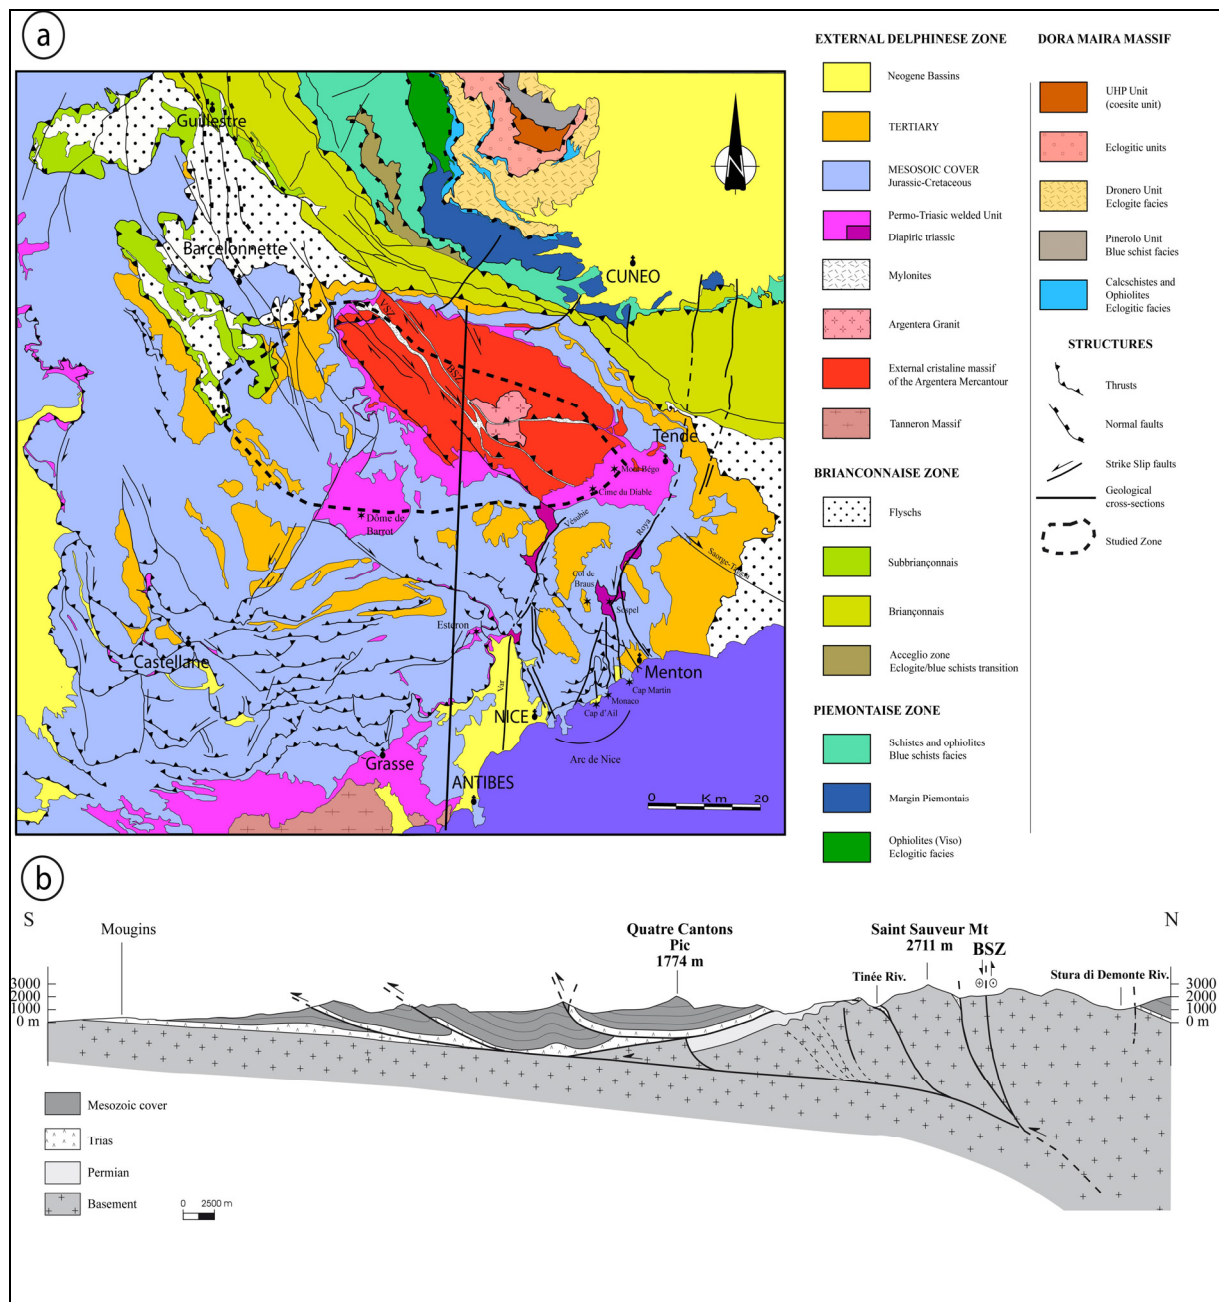 a
Guillestre
Barcelonnette
CUNEO
N
VSZ
BSZ
Tende
Mont Bégo
Cime du Diable
Dôme de
Barrot
Vésubie
Roya
Saorge-Taggia
Col de
Braus
Sospel
Esteron
Castellane
Menton
Cap Martin
Monaco
Cap d'Ail
Var
NICE
Arc de Nice
Grasse
ANTIBES
0 Km 20
EXTERNAL DELPHINESE ZONE
Neogene Bassins
TERTIARY
MESOSOIC COVER
Jurassic-Cretaceous
Permo-Triasic welded Unit
Diapiric triassic
Mylonites
Argentera Granit
External cristaline massif
of the Argentera Mercantour
Tanneron Massif
BRIANCONNAISE ZONE
Flyschs
Subbriançonnais
Briançonnais
Acceglio zone
Eclogite/blue schists transition
PIEMONTAISE ZONE
Schistes and ophiolites
Blue schists facies
Margin Piemontais
Ophiolites (Viso)
Eclogitic facies
DORA MAIRA MASSIF
UHP Unit
(coesite unit)
Eclogitic units
Dronero Unit
Eclogite facies
Pinerolo Unit
Blue schist facies
Calcschistes and
Ophiolites
Eclogitic facies
STRUCTURES
Thrusts
Normal faults
Strike Slip faults
Geological
cross-sections
Studied Zone
b
S
N
Mougins
Quatre Cantons
Pic
1774 m
Saint Sauveur Mt
2711 m
BSZ
Tinée Riv.
Stura di Demonte Riv.
3000
2000
1000
0 m
3000
2000
1000
0 m
Mesozoic cover
Trias
Permian
Basement
0 2500 m